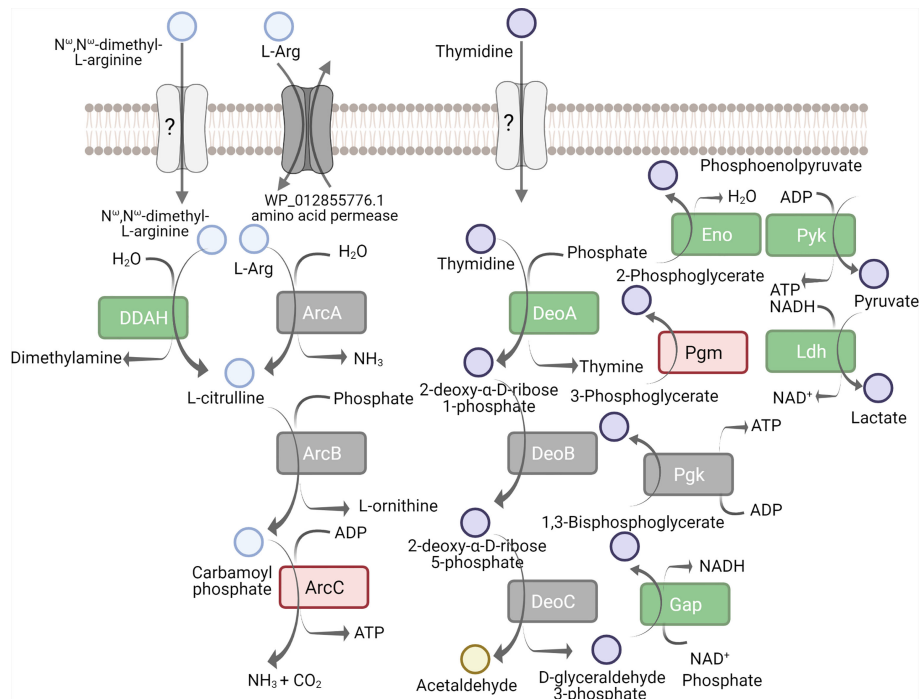 Nω,Nω-dimethyl-
L-arginine
L-Arg
Thymidine
?
?
WP_012855776.1
amino acid permease
Phosphoenolpyruvate
Nω,Nω-dimethyl-
L-arginine
H2O
L-Arg
H2O
DDAH
ArcA
Dimethylamine
NH3
L-citrulline
Phosphate
ArcB
L-ornithine
ADP
Carbamoyl
phosphate
ArcC
ATP
NH3 + CO2
Thymidine
Phosphate
DeoA
Thymine
2-deoxy-α-D-ribose
1-phosphate
DeoB
2-deoxy-α-D-ribose
5-phosphate
DeoC
Acetaldehyde
D-glyceraldehyde
3-phosphate
H2O
Eno
2-Phosphoglycerate
ADP
Pyk
ATP
Pyruvate
NADH
Ldh
NAD+
Lactate
Pgm
3-Phosphoglycerate
ATP
Pgk
ADP
1,3-Bisphosphoglycerate
NADH
Gap
NAD+
Phosphate